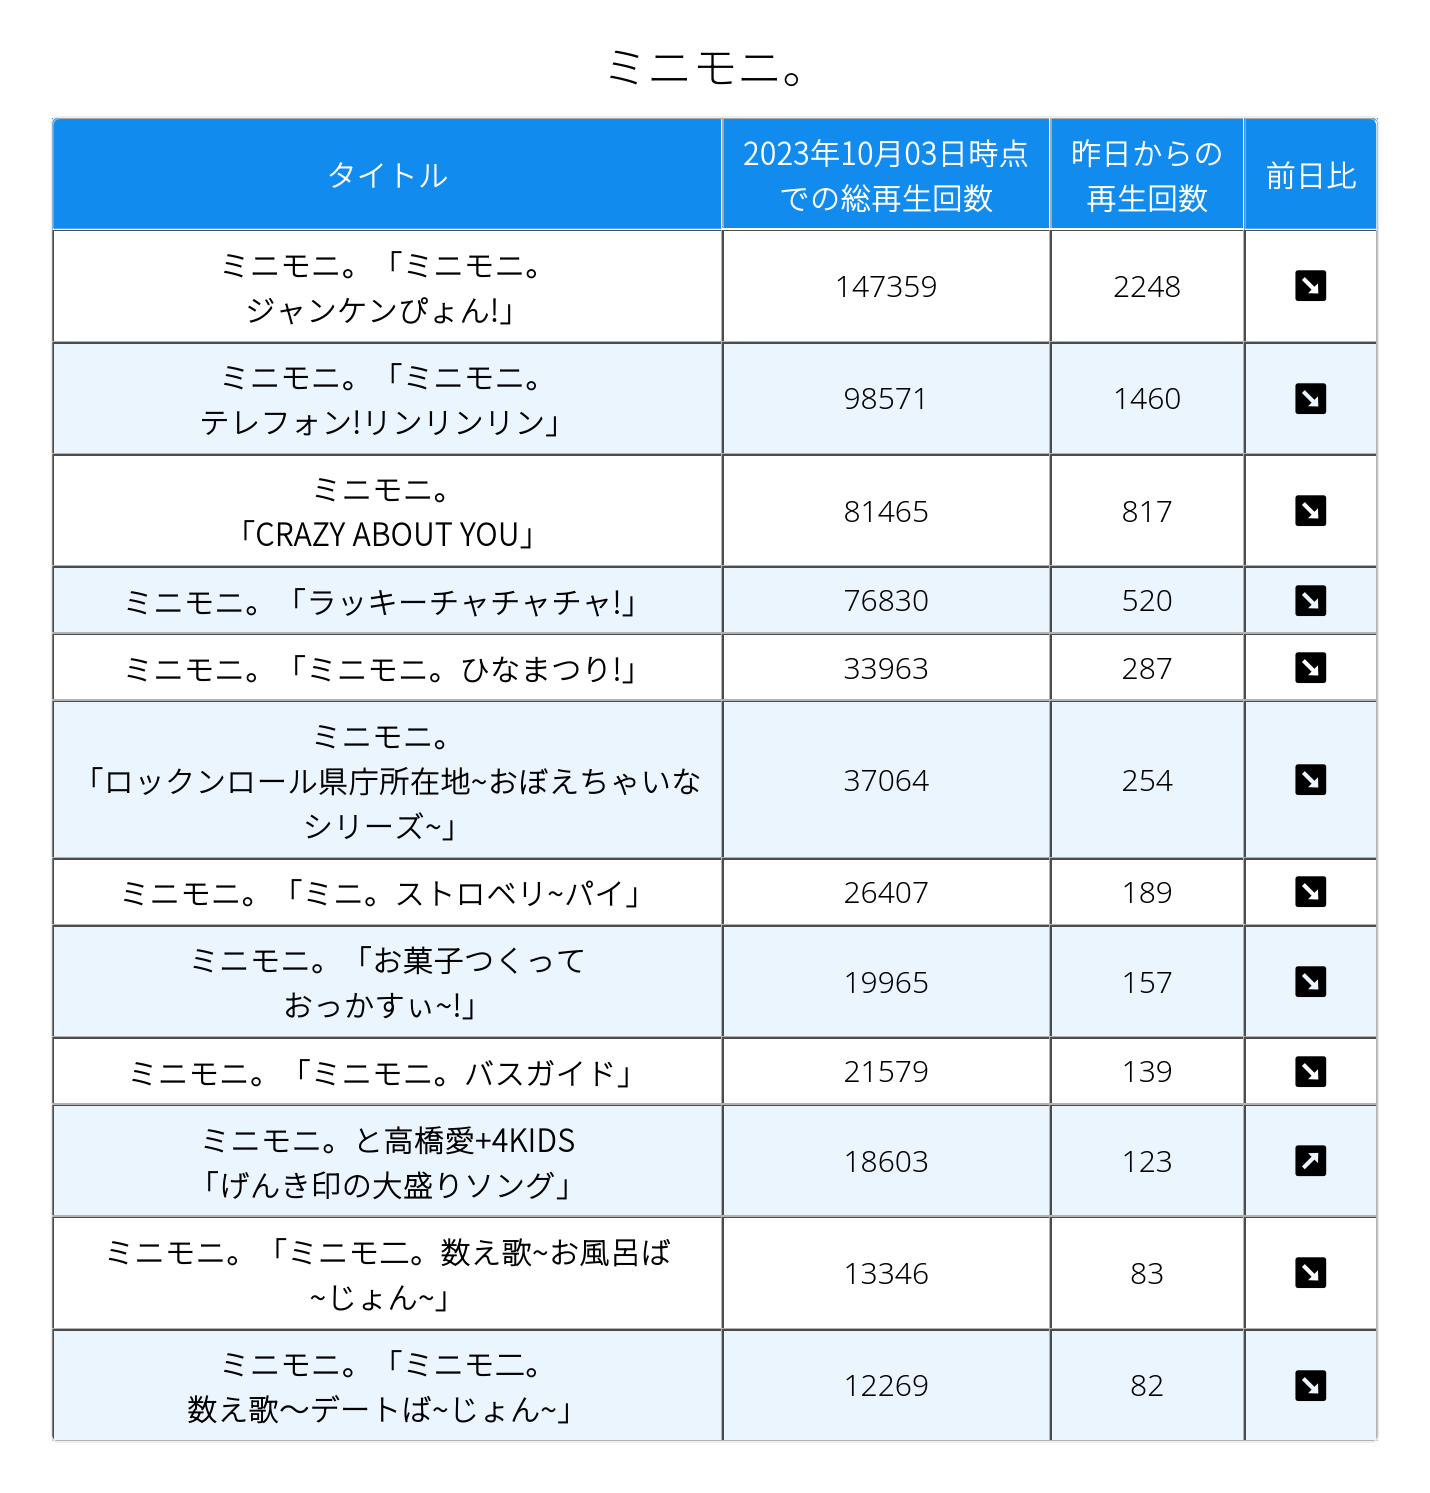 ミニモニ。
タイトル
2023年10月03日時点
での総再生回数
昨日からの
再生回数
前日比
ミニモニ。「ミニモニ。
ジャンケンぴょん!」
147359
2248
ミニモニ。「ミニモニ。
テレフォン!リンリンリン」
98571
1460
ミニモニ。
「CRAZY ABOUT YOU」
81465
817
ミニモニ。「ラッキーチャチャチャ!」
76830
520
ミニモニ。「ミニモニ。ひなまつり!」
33963
287
ミニモニ。
「ロックンロール県庁所在地~おぼえちゃいな
シリーズ~」
37064
254
ミニモニ。「ミニ。ストロベリ~パイ」
26407
189
ミニモニ。「お菓子つくって
おっかすぃ~!」
19965
157
ミニモニ。「ミニモニ。バスガイド」
21579
139
ミニモニ。と高橋愛+4KIDS
「げんき印の大盛りソング」
18603
123
ミニモニ。「ミニモ二。数え歌~お風呂ば
~じょん~」
13346
83
ミニモニ。「ミニモ二。
数え歌～デートば~じょん~」
12269
82